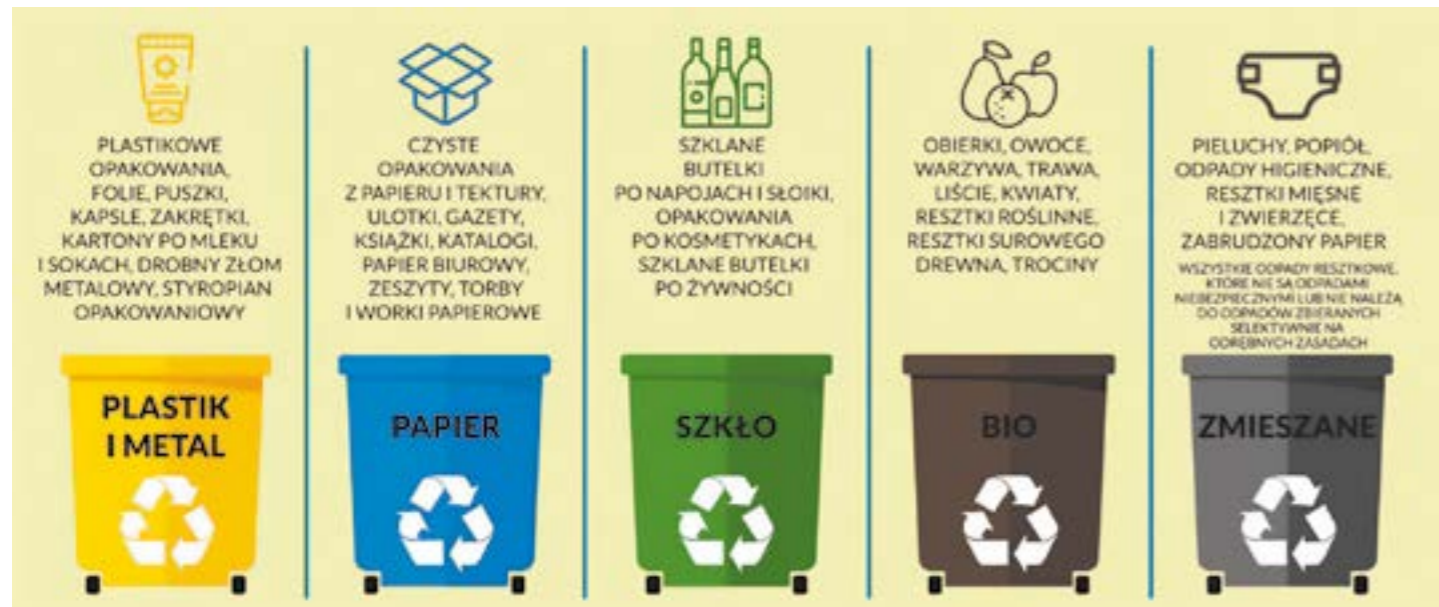 PLASTIKOWE
OPAKOWANIA,
FOLIE, PUSZKI,
KAPSLE, ZAKRĘTKI,
KARTONY PO MLEKU
I SOKACH, DROBNY ZŁOM
METALOWY, STYROPIAN
OPAKOWANIOWY
PLASTIK
I METAL
CZYSTE
OPAKOWANIA
Z PAPIERU I TEKTURY,
ULOTKI, GAZETY,
KSIĄŻKI, KATALOGI,
PAPIER BIUROWY,
ZESZYTY, TORBY
I WORKI PAPIEROWE
PAPIER
SZKLANE
BUTELKI
PO NAPOJACH I SŁOIKI,
OPAKOWANIA
PO KOSMETYKACH,
SZKLANE BUTELKI
PO ŻYWNOŚCI
SZKŁO
OBIERKI, OWOCE,
WARZYWA, TRAWA,
LIŚCIE, KWIATY,
RESZTKI ROŚLINNE,
RESZTKI SUROWEGO
DREWNA, TROCINY
BIO
PIELUCHY, POPIÓŁ,
ODPADY HIGIENICZNE,
RESZTKI MIĘSNE
I ZWIERZĘCE,
ZABRUDZONY PAPIER
WSZYSTKIE ODPADY RESZTKOWE,
KTÓRE NIE SĄ ODPADAMI
NIEBEZPIECZNYMI LUB NIE NALEŻĄ
DO ODPADÓW ZBIERANYCH
SELEKTYWNIE NA
ODRĘBNYCH ZASADACH
ZMIESZANE